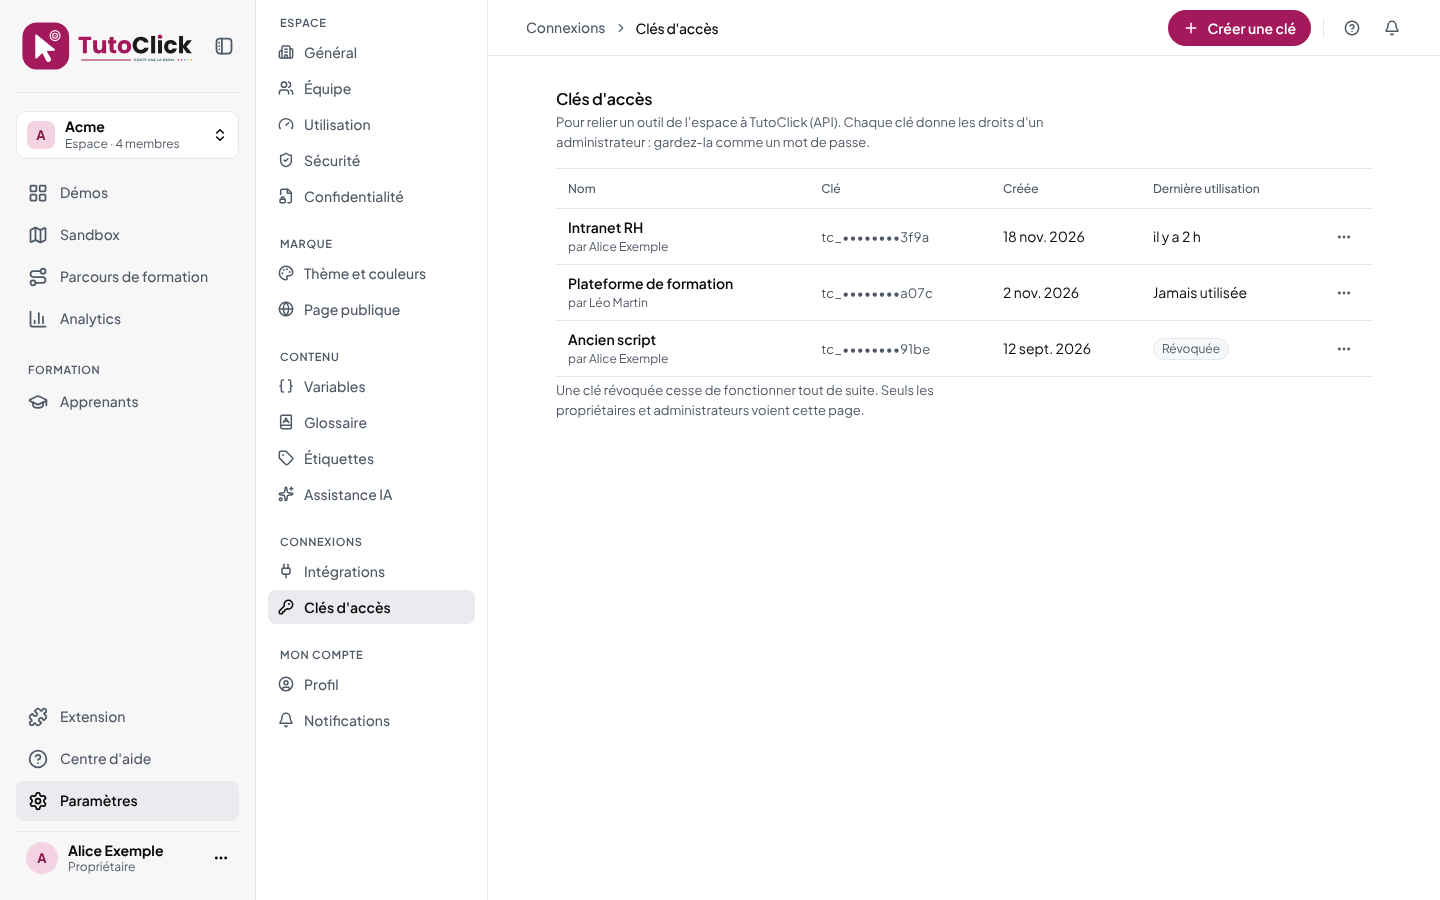 TutoClick
Acme
Espace · 4 membres
Démos
Sandbox
Parcours de formation
Analytics
FORMATION
Apprenants
Extension
Centre d'aide
Paramètres
A
Alice Exemple
Propriétaire
ESPACE
Général
Équipe
Utilisation
Sécurité
Confidentialité
MARQUE
Thème et couleurs
Page publique
CONTENU
Variables
Glossaire
Étiquettes
Assistance IA
CONNEXIONS
Intégrations
Clés d'accès
MON COMPTE
Profil
Notifications
Connexions > Clés d'accès
+ Créer une clé
Clés d'accès
Pour relier un outil de l'espace à TutoClick (API). Chaque clé donne les droits d'un
administrateur : gardez-la comme un mot de passe.
Nom Clé Créée Dernière utilisation
Intranet RH tc_••••••••3f9a 18 nov. 2026 il y a 2 h
par Alice Exemple
Plateforme de formation tc_••••••••a07c 2 nov. 2026 Jamais utilisée
par Léo Martin
Ancien script tc_••••••••91be 12 sept. 2026 Révoquée
par Alice Exemple
Une clé révoquée cesse de fonctionner tout de suite. Seuls les
propriétaires et administrateurs voient cette page.